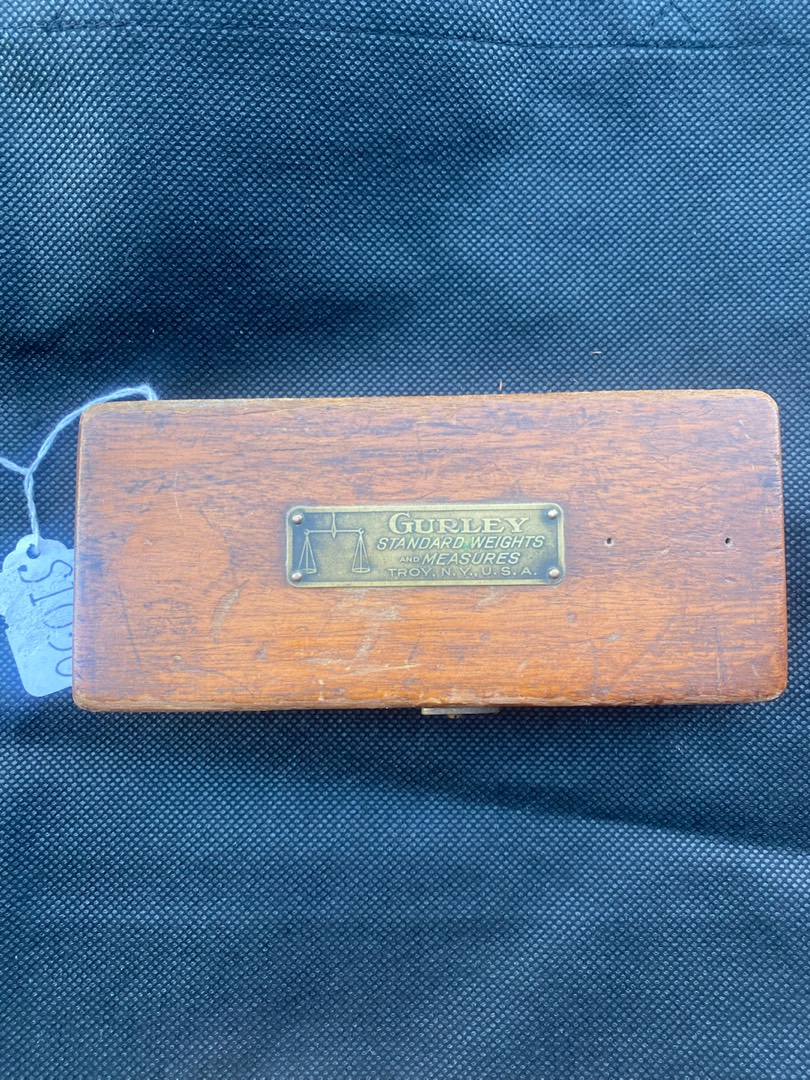 GURLEY
STANDARD WEIGHTS
AND MEASURES
TROY, N.Y., U.S.A.